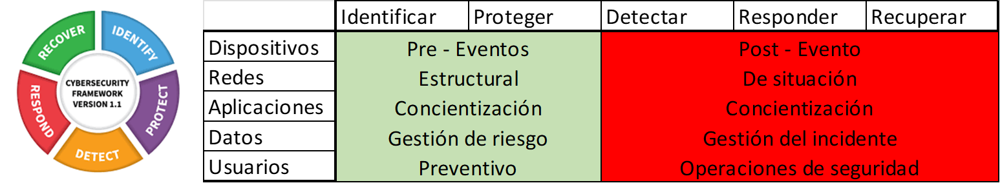 RECOVER
IDENTIFY
PROTECT
DETECT
RESPOND
CYBERSECURITY
FRAMEWORK
VERSION 1.1
Identificar Proteger Detectar Responder Recuperar
Dispositivos Pre - Eventos Post - Evento
Redes Estructural De situación
Aplicaciones Concientización Concientización
Datos Gestión de riesgo Gestión del incidente
Usuarios Preventivo Operaciones de seguridad